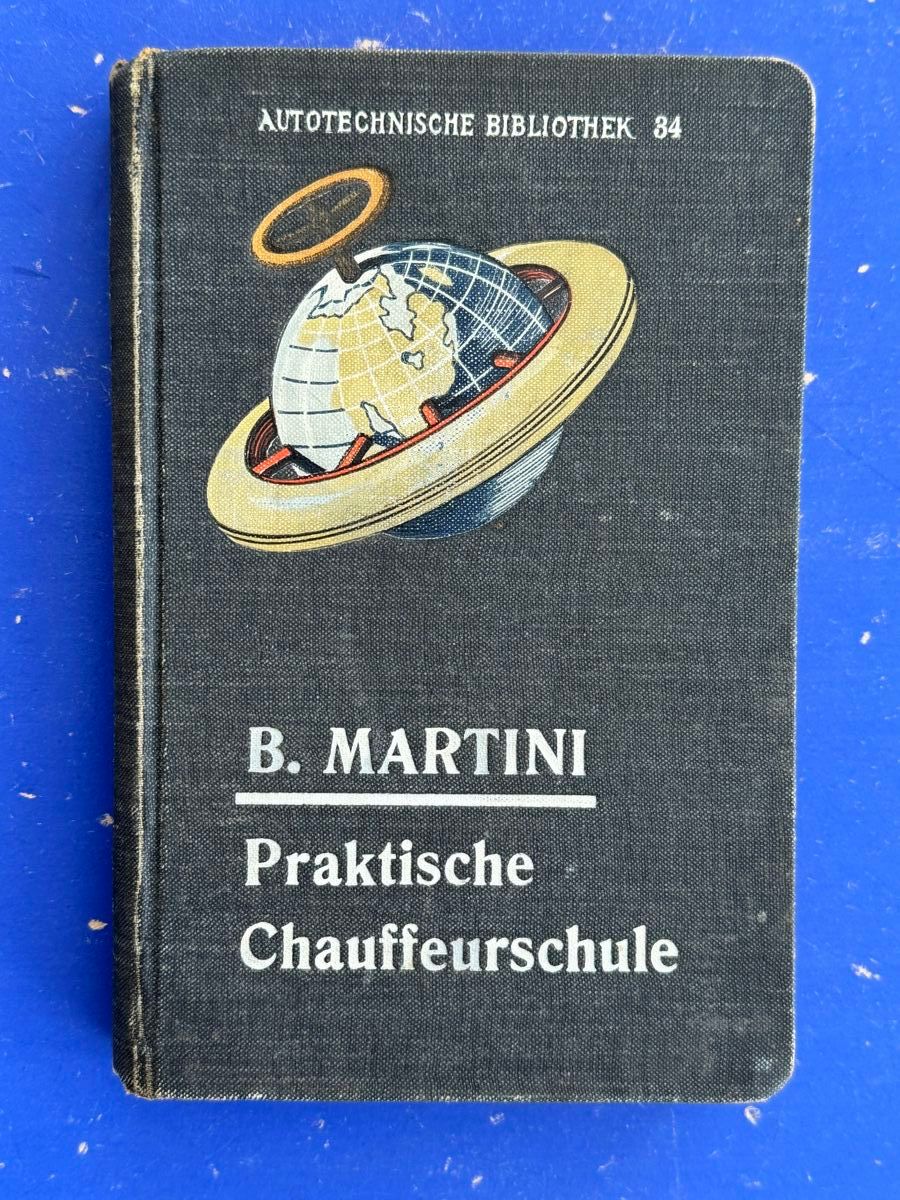 AUTOTECHNISCHE BIBLIOTHEK 34
B. MARTINI
Praktische
Chauffeurschule